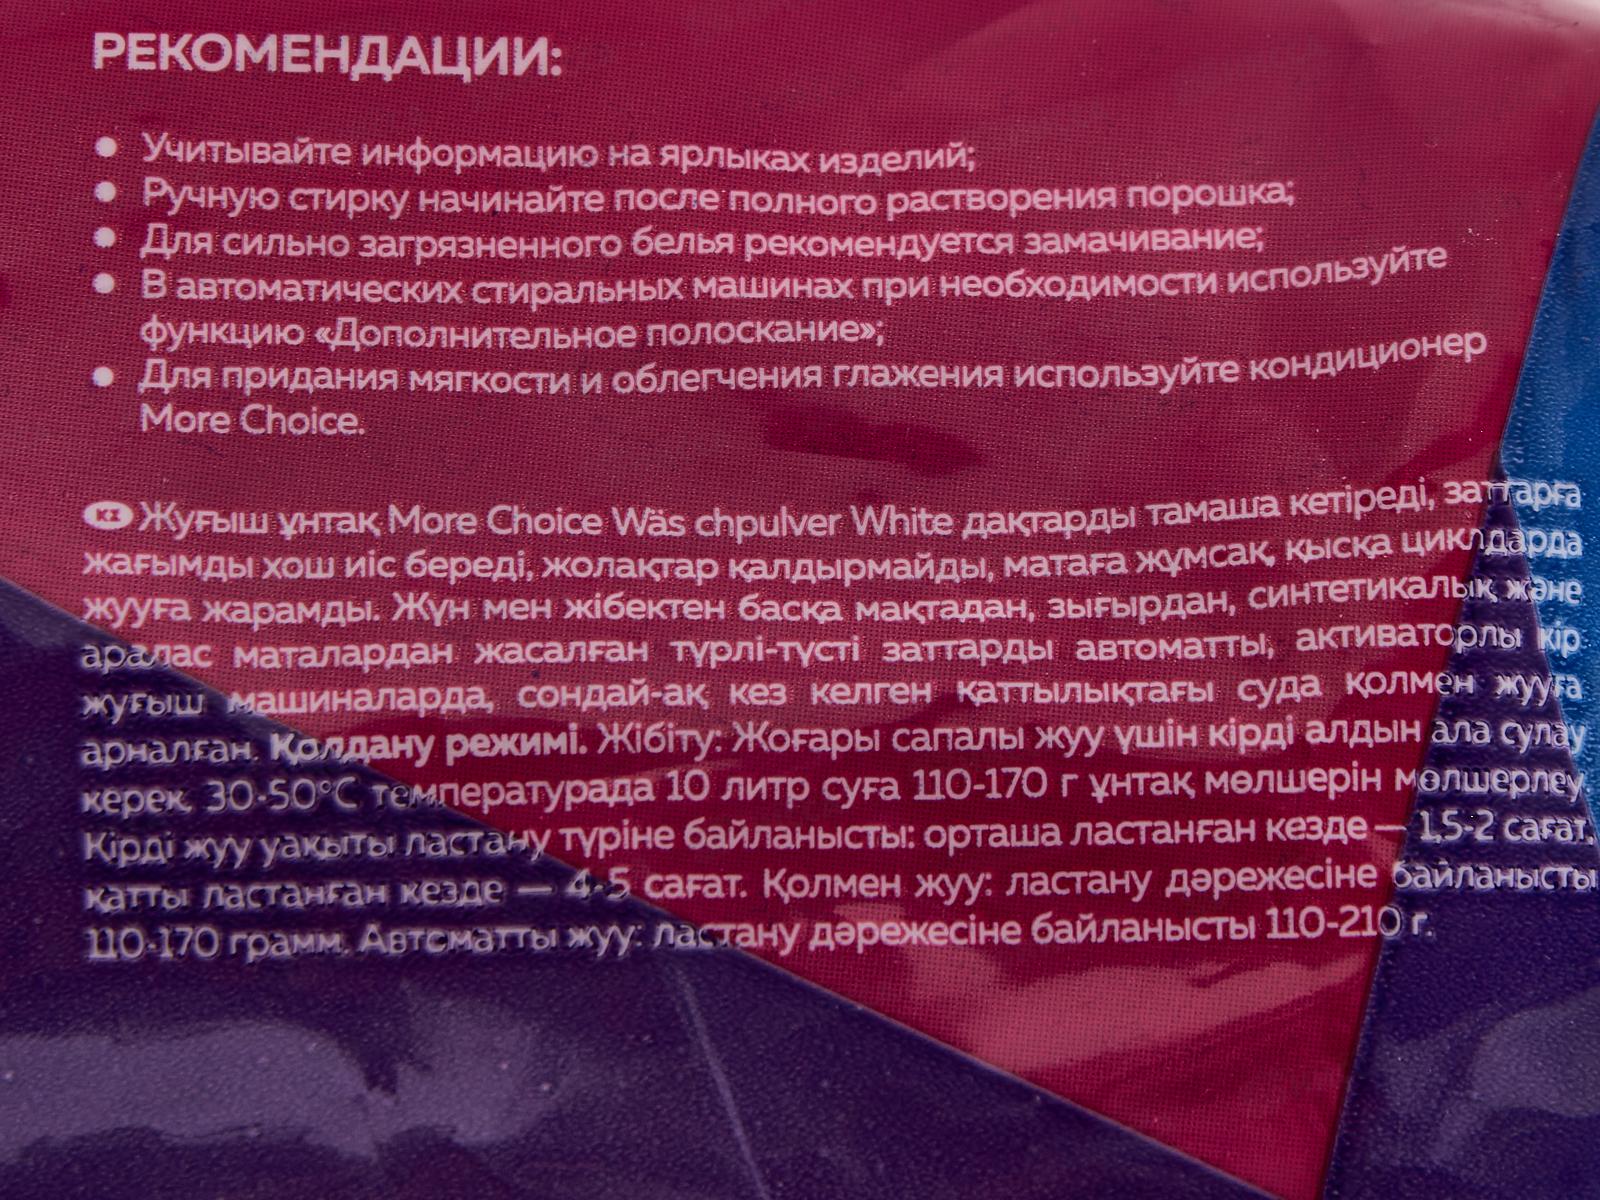 РЕКОМЕНДАЦИИ:
● Учитывайте информацию на ярлыках изделий;
● Ручную стирку начинайте после полного растворения порошка;
● Для сильно загрязненного белья рекомендуется замачивание;
● В автоматических стиральных машинах при необходимости используйте
функцию «Дополнительное полоскание»;
● Для придания мягкости и облегчения глажения используйте кондиционер
More Choice.
KZ Жуғыш ұнтақ More Choice Wäs chpulver White дақтарды тамаша кетіреді, заттарға
жағымды хош иіс береді, жолақтар қалдырмайды, матаға жұмсақ, қысқа циклдарда
жууға жарамды. Жүн мен жібектен басқа мақтадан, зығырдан, синтетикалық және
аралас маталардан жасалған түрлі-түсті заттарды автоматты, активаторлы кір
жуғыш машиналарда, сондай-ақ кез келген қаттылықтағы суда қолмен жууға
арналған. Қолдану режимі. Жібіту: Жоғары сапалы жуу үшін кірді алдын ала сулау
керек. 30-50°C температурада 10 литр суға 110-170 г ұнтақ мөлшерін мөлшерлеу.
Кірді жуу уақыты ластану түріне байланысты: орташа ластанған кезде — 1,5-2 сағат,
қатты ластанған кезде — 4-5 сағат. Қолмен жуу: ластану дәрежесіне байланысты
110-170 грамм. Автоматты жуу: ластану дәрежесіне байланысты 110-210 г.